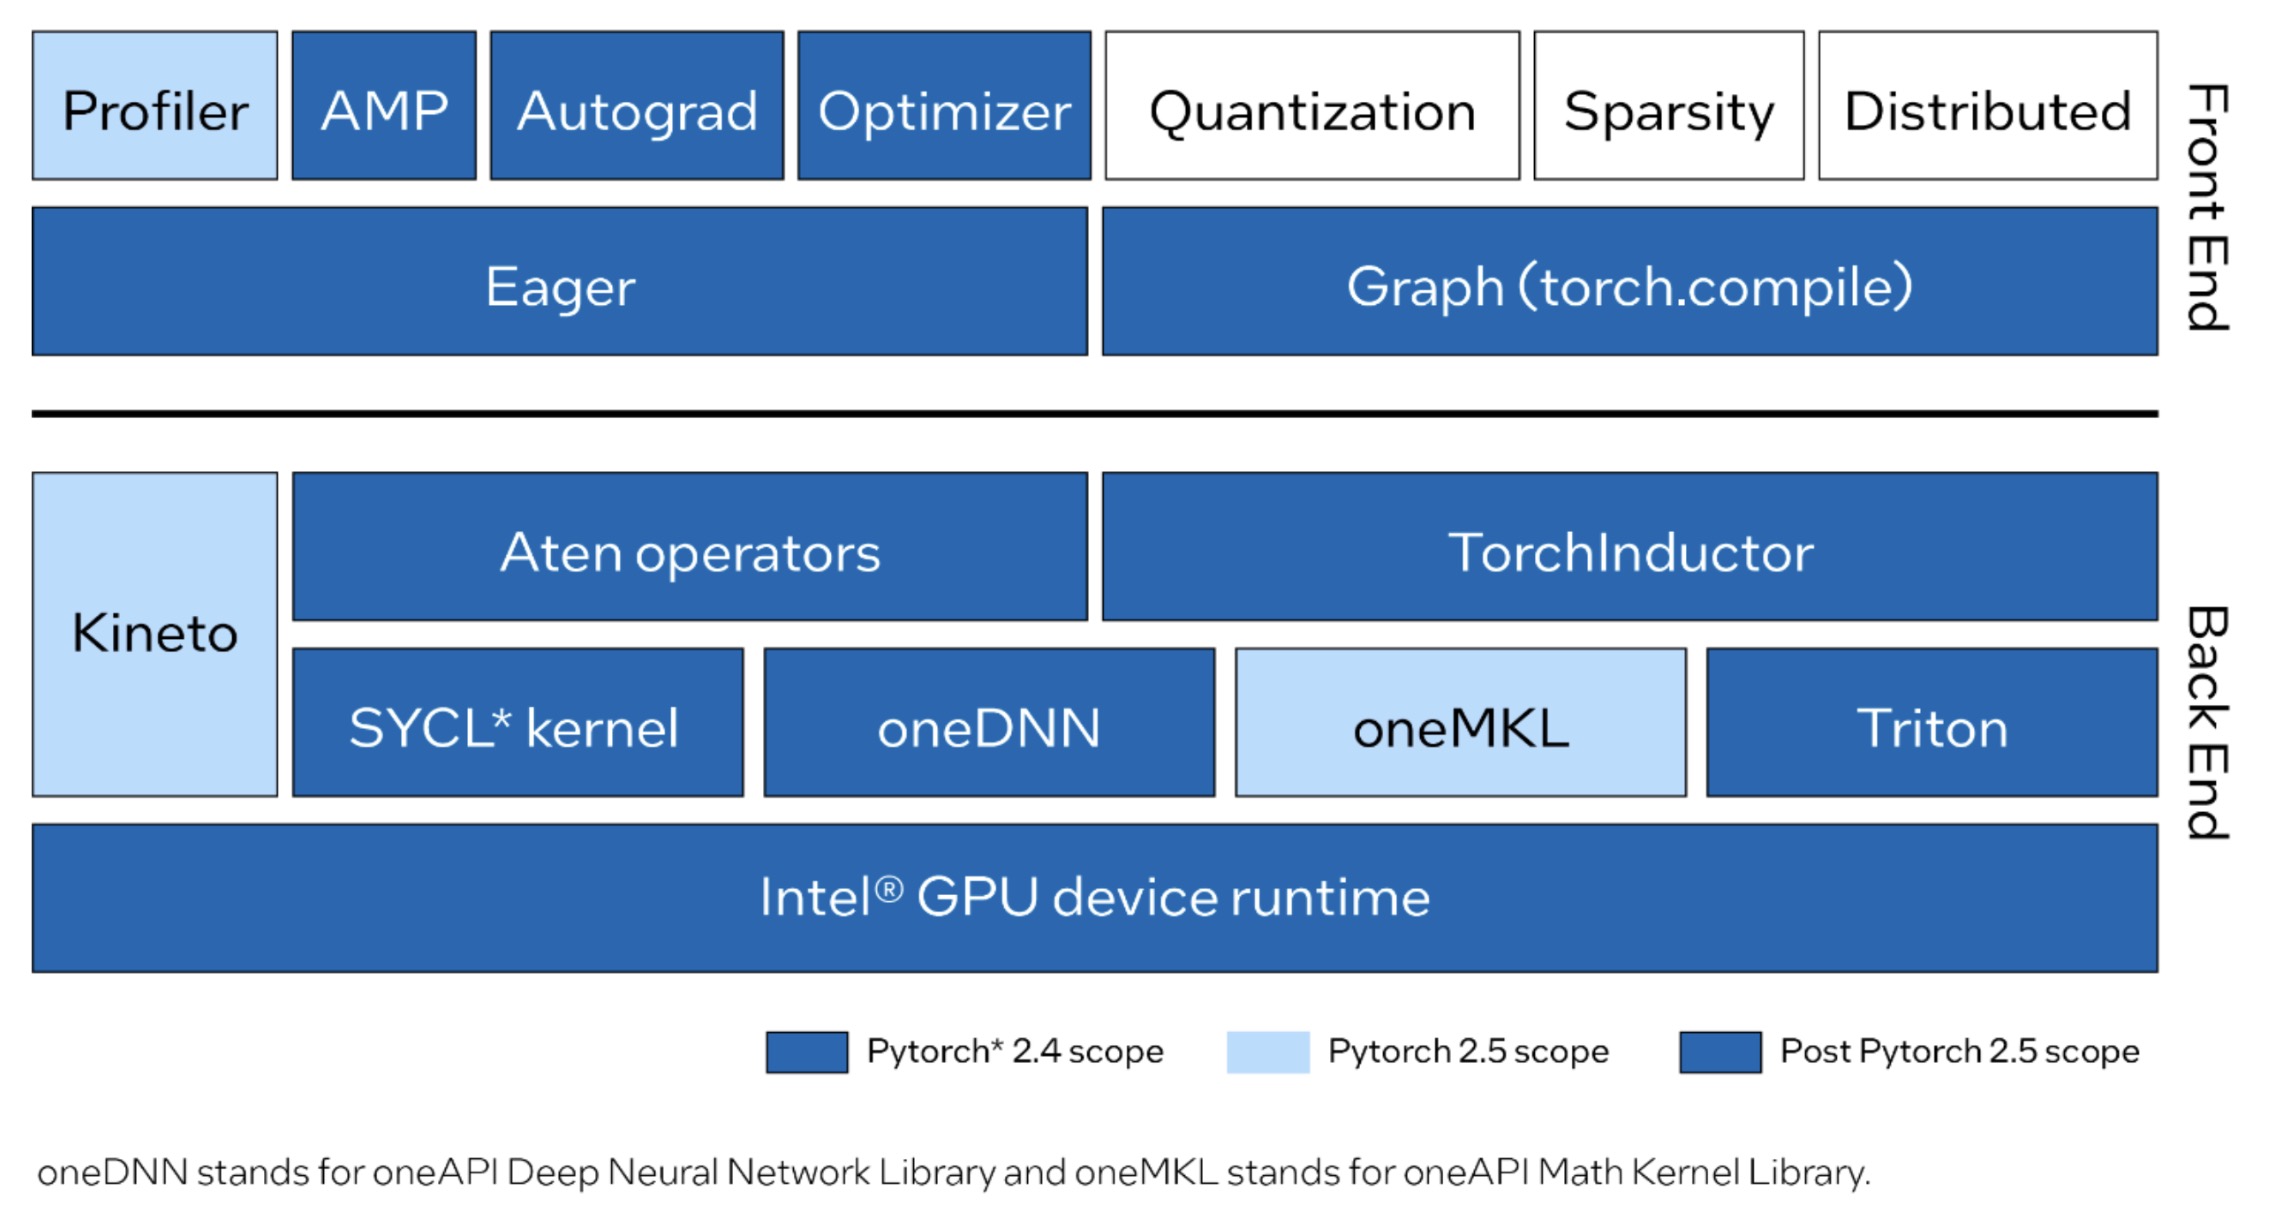 Profiler
AMP
Autograd
Optimizer
Quantization
Sparsity
Distributed
Front End
Eager
Graph (torch.compile)
Kineto
Aten operators
TorchInductor
Back End
SYCL* kernel
oneDNN
oneMKL
Triton
Intel® GPU device runtime
Pytorch* 2.4 scope
Pytorch 2.5 scope
Post Pytorch 2.5 scope
oneDNN stands for oneAPI Deep Neural Network Library and oneMKL stands for oneAPI Math Kernel Library.